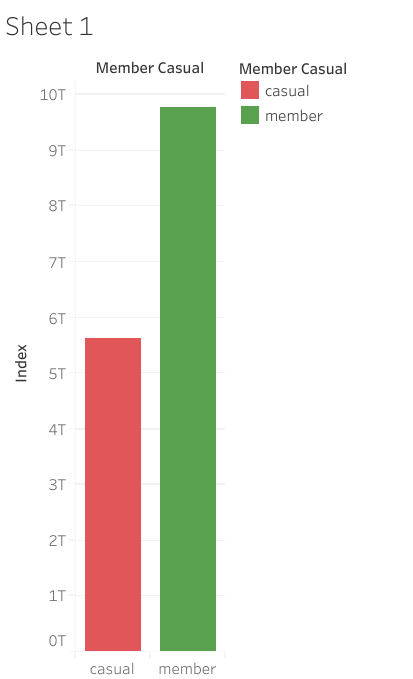 Sheet 1
Member Casual
Member Casual
casual
member
10T
9T
8T
7T
6T
5T
4T
3T
2T
1T
0T
Index
casual member